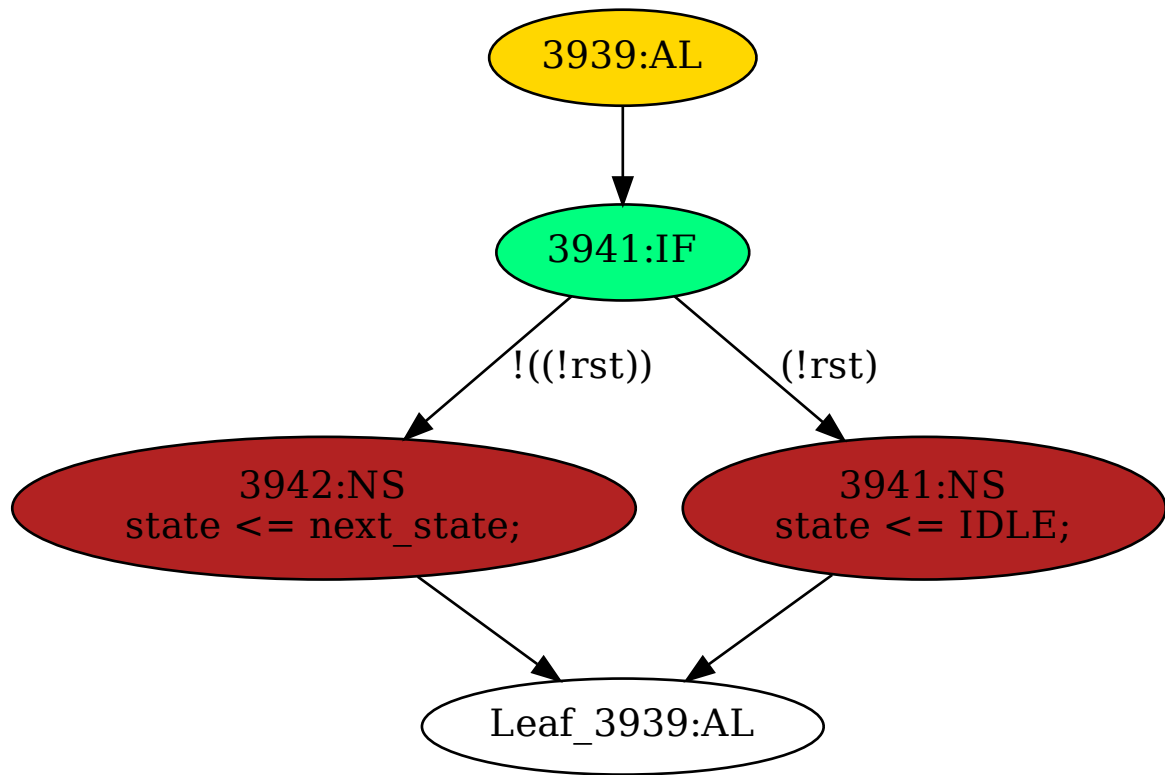 3939:AL
3941:IF
!((!rst))
(!rst)
3942:NS
state <= next_state;
3941:NS
state <= IDLE;
Leaf_3939:AL